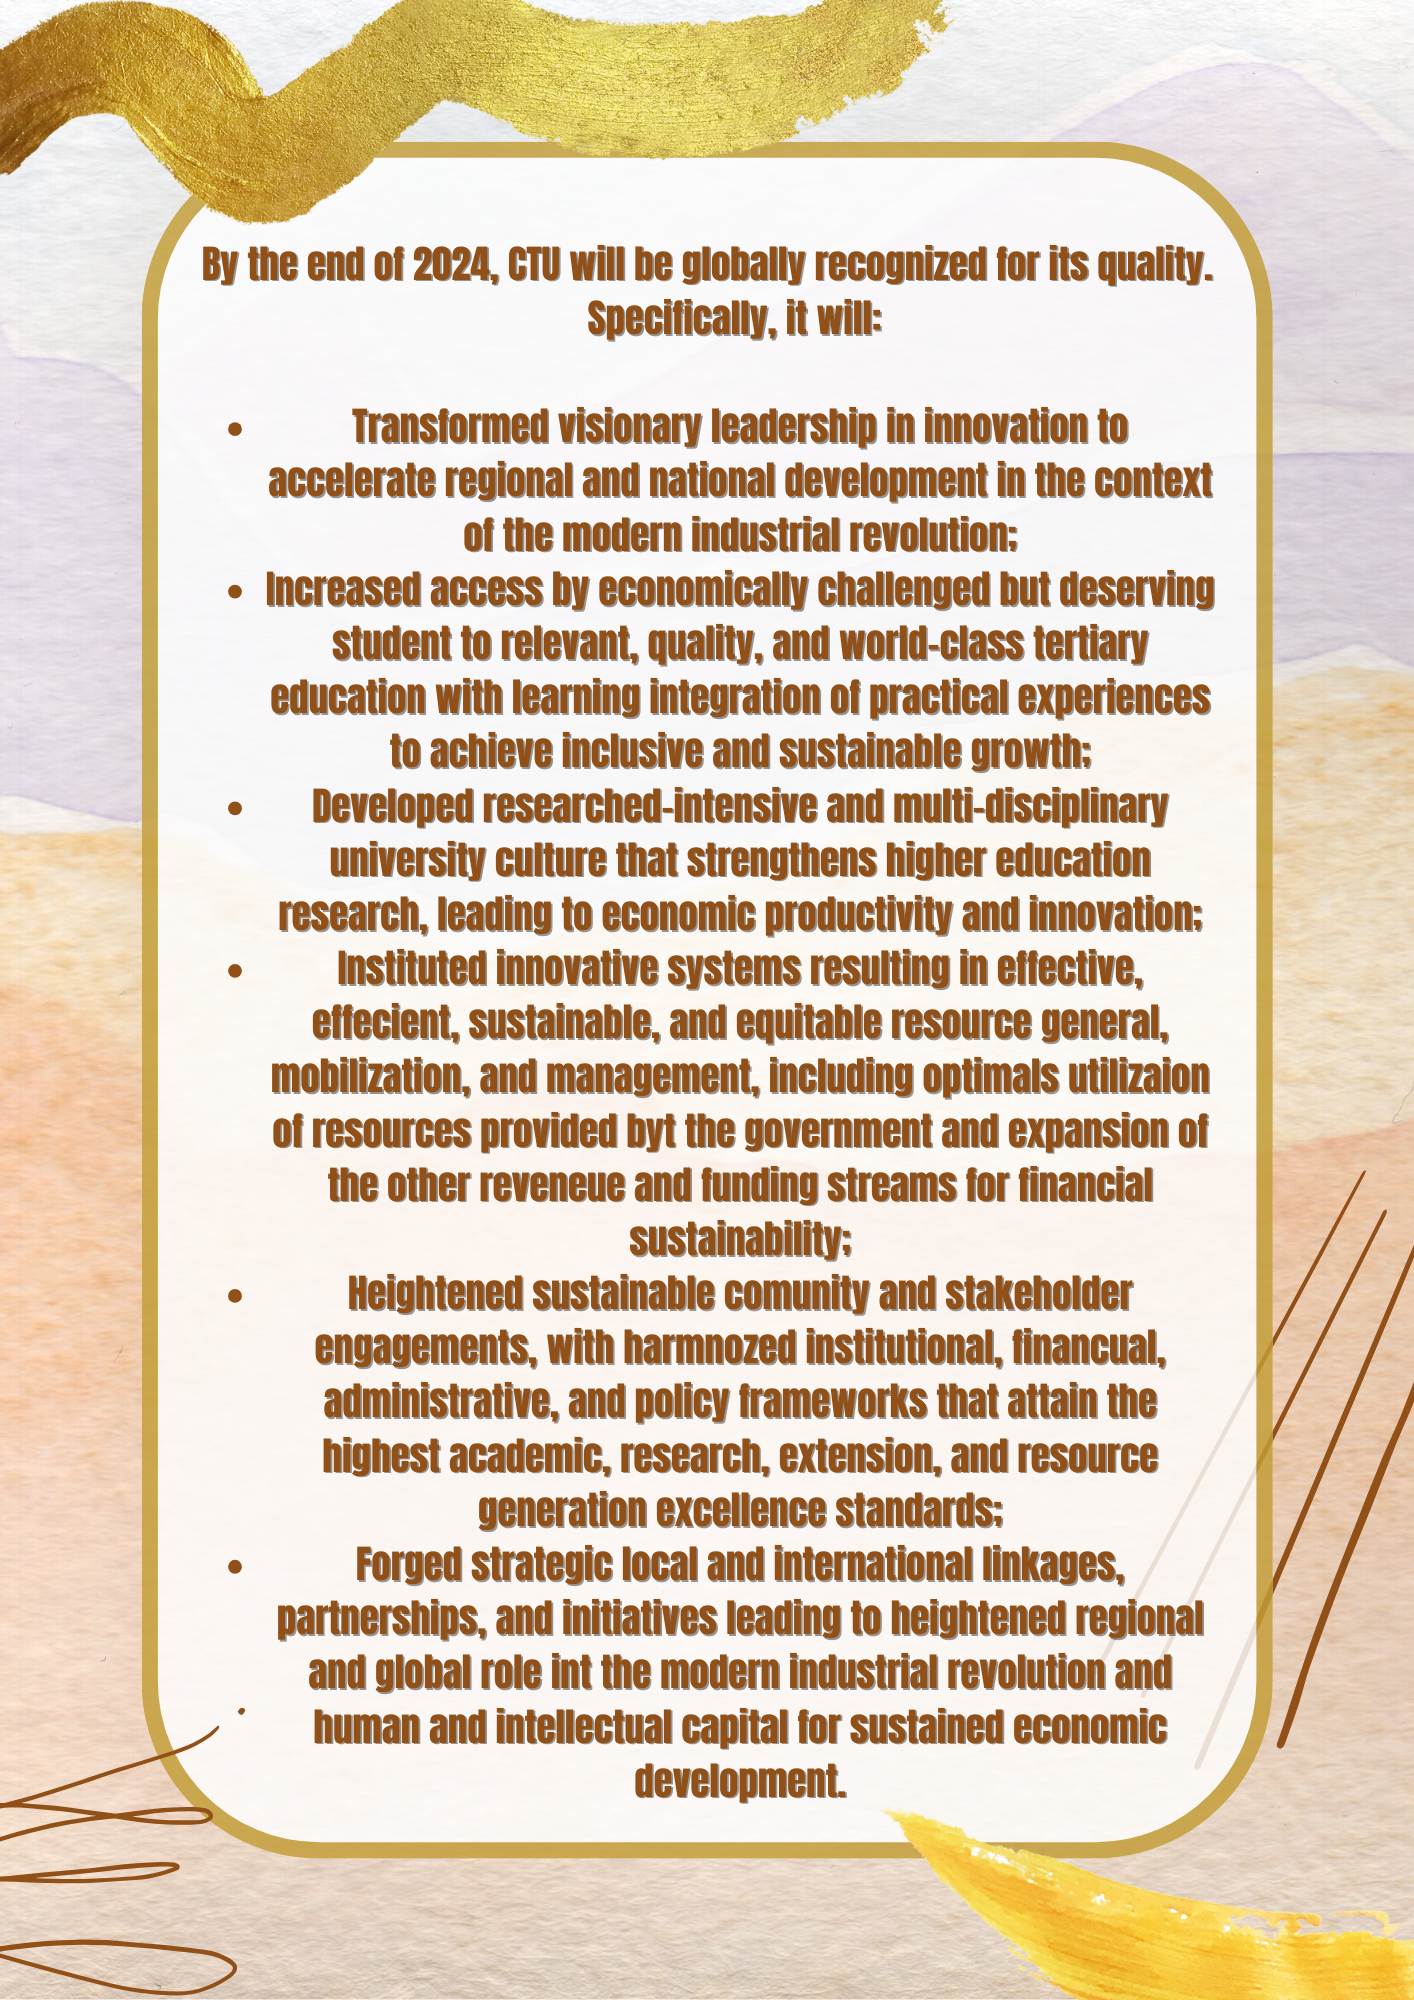 By the end of 2024, CTU will be globally recognized for its quality.
Specifically, it will:
• Transformed visionary leadership in innovation to
accelerate regional and national development in the context
of the modern industrial revolution;
• Increased access by economically challenged but deserving
student to relevant, quality, and world-class tertiary
education with learning integration of practical experiences
to achieve inclusive and sustainable growth;
• Developed researched-intensive and multi-disciplinary
university culture that strengthens higher education
research, leading to economic productivity and innovation;
• Instituted innovative systems resulting in effective,
effecient, sustainable, and equitable resource general,
mobilization, and management, including optimals utilizaion
of resources provided byt the government and expansion of
the other reveneue and funding streams for financial
sustainability;
• Heightened sustainable comunity and stakeholder
engagements, with harmnozed institutional, financual,
administrative, and policy frameworks that attain the
highest academic, research, extension, and resource
generation excellence standards;
• Forged strategic local and international linkages,
partnerships, and initiatives leading to heightened regional
and global role int the modern industrial revolution and
human and intellectual capital for sustained economic
development.